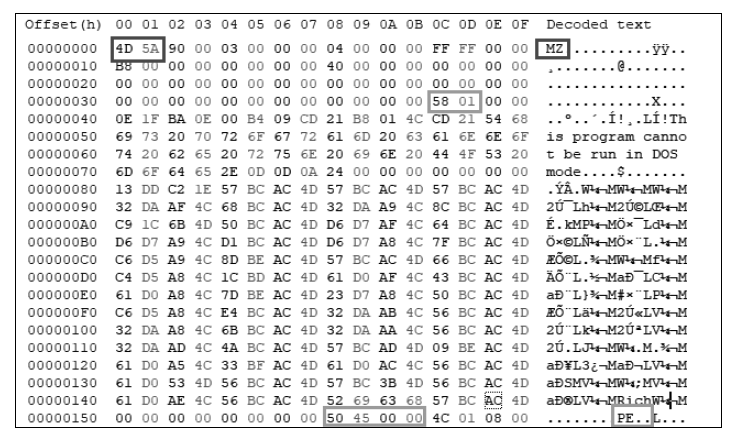 Offset(h) 00 01 02 03 04 05 06 07 08 09 0A 0B 0C 0D 0E 0F Decoded text
00000000 4D 5A 90 00 03 00 00 00 04 00 00 00 FF FF 00 00 MZ..........ÿÿ..
00000010 B8 00 00 00 00 00 00 00 40 00 00 00 00 00 00 00 ¸.......@.......
00000020 00 00 00 00 00 00 00 00 00 00 00 00 00 00 00 00 ................
00000030 00 00 00 00 00 00 00 00 00 00 00 00 58 01 00 00 ............X...
00000040 0E 1F BA 0E 00 B4 09 CD 21 B8 01 4C CD 21 54 68 ..º..´.Í!¸.LÍ!Th
00000050 69 73 20 70 72 6F 67 72 61 6D 20 63 61 6E 6E 6F is program canno
00000060 74 20 62 65 20 72 75 6E 20 69 6E 20 44 4F 53 20 t be run in DOS
00000070 6D 6F 64 65 2E 0D 0D 0A 24 00 00 00 00 00 00 00 mode....$.......
00000080 13 DD C2 1E 57 BC AC 4D 57 BC AC 4D 57 BC AC 4D .ÝÂ.W¼¬MW¼¬MW¼¬M
00000090 32 DA AF 4C 68 BC AC 4D 32 DA A9 4C 8C BC AC 4D 2Ú¯Lh¼¬M2Ú©LŒ¼¬M
000000A0 C9 1C 6B 4D 50 BC AC 4D D6 D7 AF 4C 64 BC AC 4D É.kMP¼¬MÖ×¯Ld¼¬M
000000B0 D6 D7 A9 4C D1 BC AC 4D D6 D7 A8 4C 7F BC AC 4D Ö×©LѼ¬MÖ×¨L.¼¬M
000000C0 C6 D5 A9 4C 8D BE AC 4D 57 BC AC 4D 66 BC AC 4D ÆÕ©L.¾¬MW¼¬Mf¼¬M
000000D0 C4 D5 A8 4C 1C BD AC 4D 61 D0 AF 4C 43 BC AC 4D ÄÕ¨L.½¬MaЯLC¼¬M
000000E0 61 D0 A8 4C 7D BE AC 4D 23 D7 A8 4C 50 BC AC 4D aШL}¾¬M#×¨LP¼¬M
000000F0 C6 D5 A8 4C E4 BC AC 4D 32 DA AB 4C 56 BC AC 4D ÆÕ¨Lä¼¬M2Ú«LV¼¬M
00000100 32 DA A8 4C 6B BC AC 4D 32 DA AA 4C 56 BC AC 4D 2Ú¨Lk¼¬M2ÚªLV¼¬M
00000110 32 DA AD 4C 4A BC AC 4D 57 BC AD 4D 09 BE AC 4D 2Ú.LJ¼¬MW¼.M.¾¬M
00000120 61 D0 A5 4C 33 BF AC 4D 61 D0 AC 4C 56 BC AC 4D aÐ¥L3¿¬MaЬLV¼¬M
00000130 61 D0 53 4D 56 BC AC 4D 57 BC 3B 4D 56 BC AC 4D aÐSMV¼¬MW¼;MV¼¬M
00000140 61 D0 AE 4C 56 BC AC 4D 52 69 63 68 57 BC AC 4D aЮLV¼¬MRichW¼¬M
00000150 00 00 00 00 00 00 00 00 50 45 00 00 4C 01 08 00 ........PE..L...